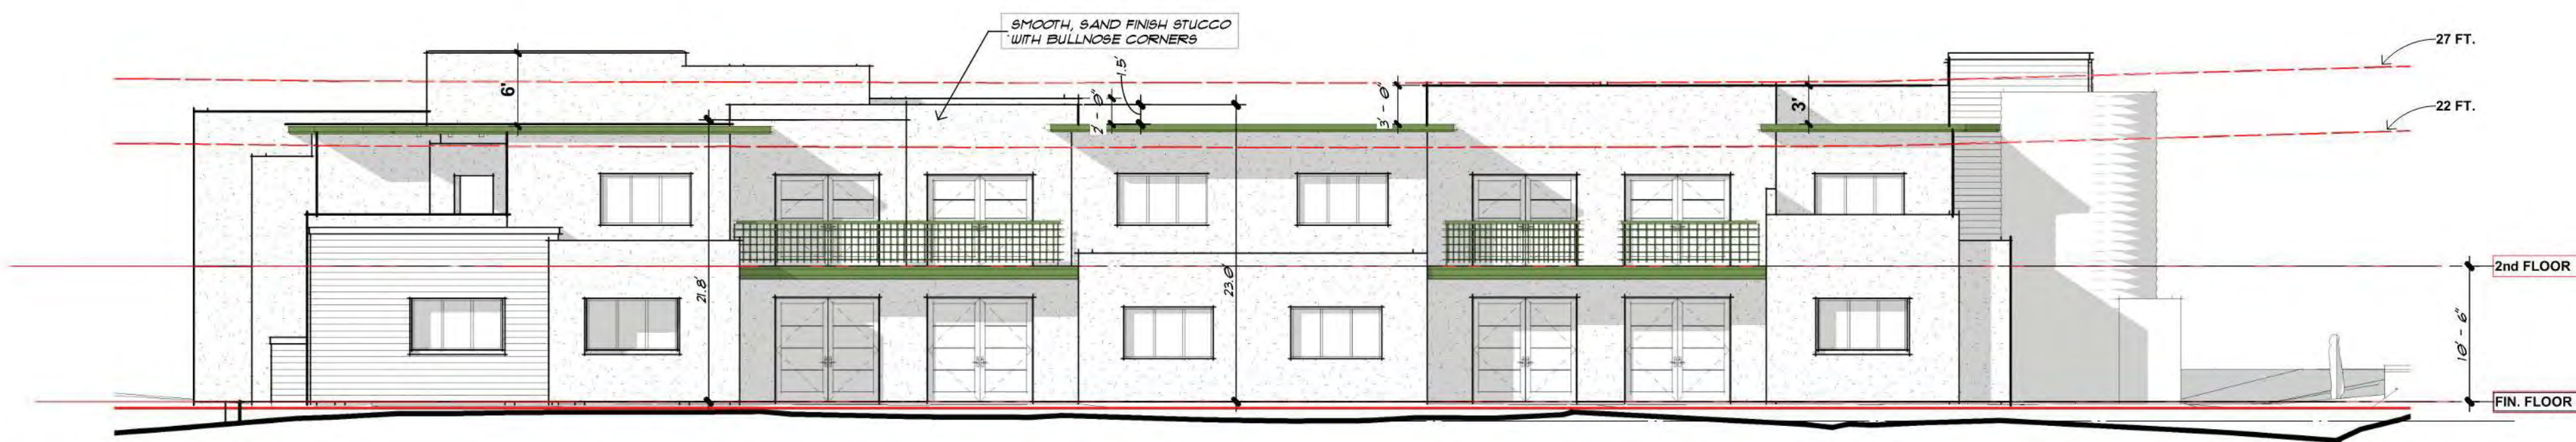 SMOOTH, SAND FINISH STUCCO
WITH BULLNOSE CORNERS
27 FT.
22 FT.
6'
2' - 0"
1.5'
3' - 0"
3'
21.8'
23.0'
2nd FLOOR
10' - 6"
FIN. FLOOR